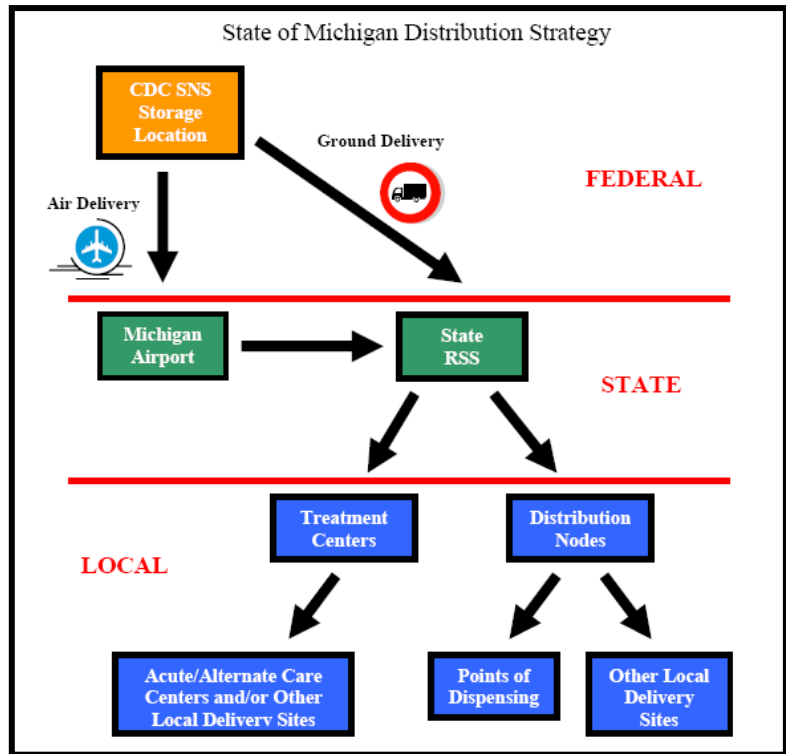 State of Michigan Distribution Strategy
CDC SNS
Storage
Location
Ground Delivery
FEDERAL
Air Delivery
Michigan
Airport
State
RSS
STATE
Treatment
Centers
Distribution
Nodes
LOCAL
Acute/Alternate Care
Centers and/or Other
Local Delivery Sites
Points of
Dispensing
Other Local
Delivery
Sites